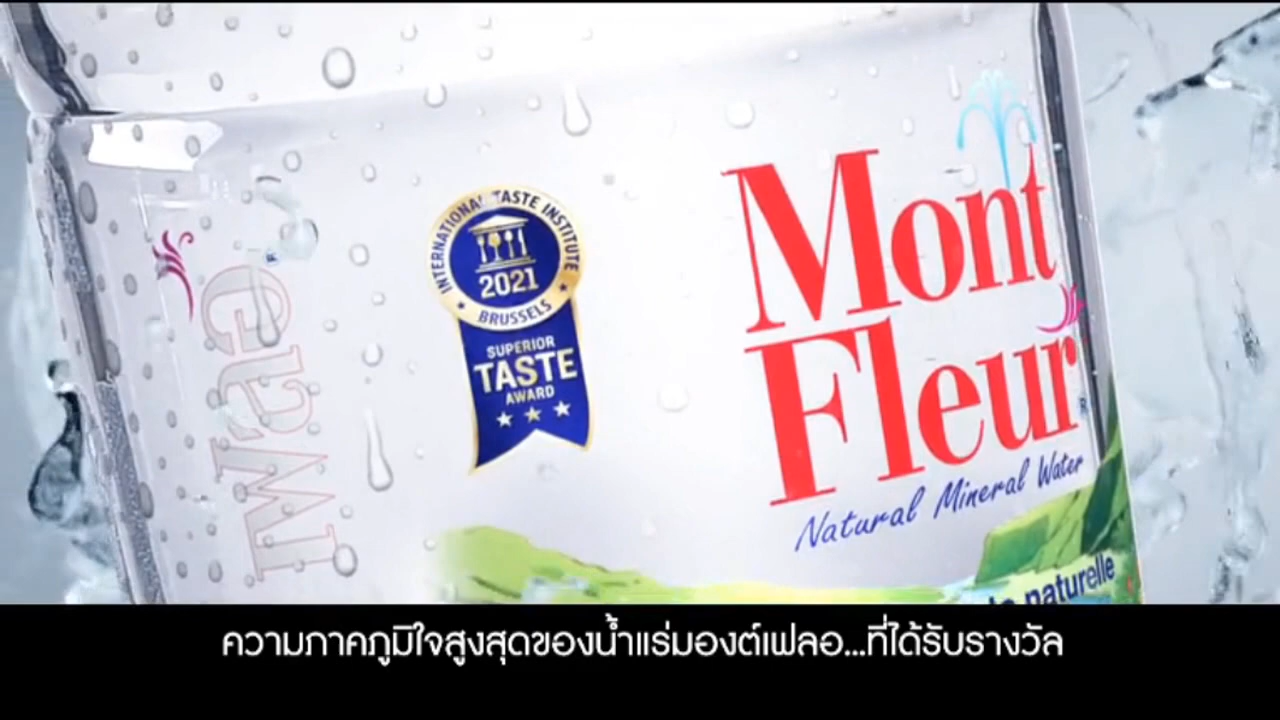 INTERNATIONAL TASTE INSTITUTE
2021
BRUSSELS
SUPERIOR
TASTE
AWARD
Mont
Fleur
Natural Mineral Water
naturelle
ความภาคภูมิใจสูงสุดของน้ำแร่มองต์เฟลอ...ที่ได้รับรางวัล